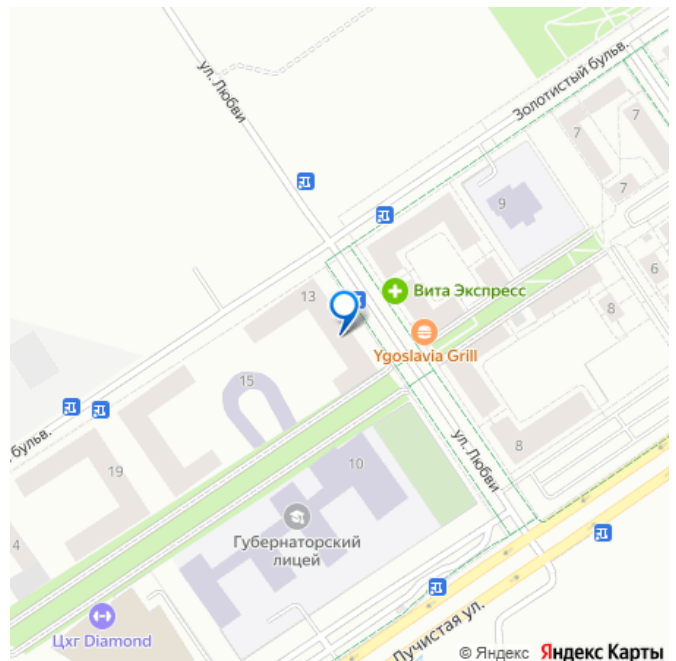 ул. Любви
Золотистый бульв.
7
7
7
9
6
8
13
Вита Экспресс
Ygoslavia Grill
15
бульв.
19
10
ул. Любви
8
4
Губернаторский
лицей
Цхг Diamond
Лучистая ул.
© Яндекс Яндекс Карты